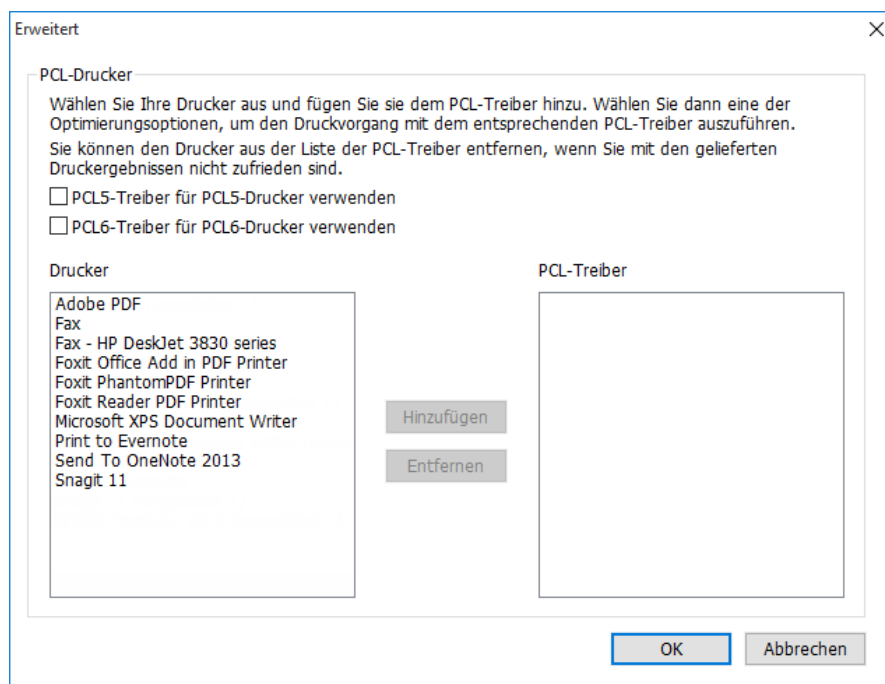 Erweitert
PCL-Drucker
Wählen Sie Ihre Drucker aus und fügen Sie sie dem PCL-Treiber hinzu. Wählen Sie dann eine der
Optimierungsoptionen, um den Druckvorgang mit dem entsprechenden PCL-Treiber auszuführen.
Sie können den Drucker aus der Liste der PCL-Treiber entfernen, wenn Sie mit den gelieferten
Druckergebnissen nicht zufrieden sind.
PCL5-Treiber für PCL5-Drucker verwenden
PCL6-Treiber für PCL6-Drucker verwenden
Drucker
Adobe PDF
Fax
Fax - HP DeskJet 3830 series
Foxit Office Add in PDF Printer
Foxit PhantomPDF Printer
Foxit Reader PDF Printer
Microsoft XPS Document Writer
Print to Evernote
Send To OneNote 2013
Snagit 11
Hinzufügen
Entfernen
PCL-Treiber
OK
Abbrechen